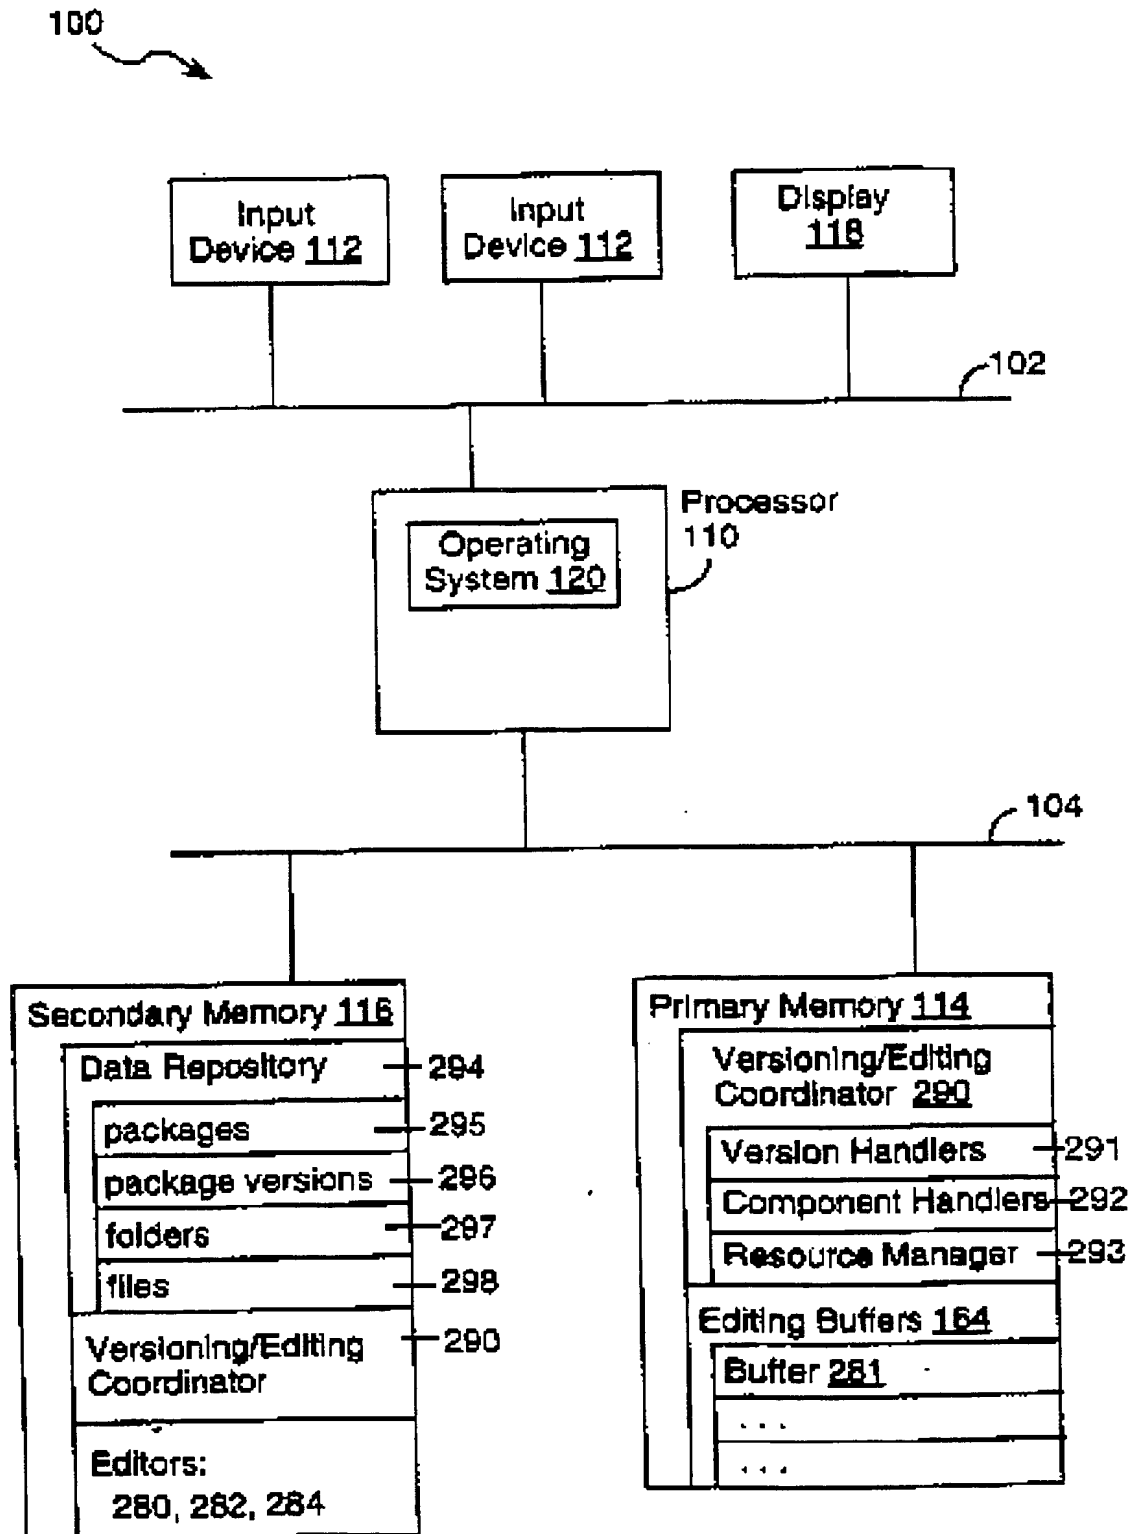 100
Input
Device 112
Input
Device 112
Display
118
102
Processor
110
Operating
System 120
104
Secondary Memory 116
Data Repository
294
packages
295
package versions
296
folders
297
files
298
Versioning/Editing
Coordinator
290
Editors:
280, 282, 284
Primary Memory 114
Versioning/Editing
Coordinator 290
Version Handlers
291
Component Handlers
292
Resource Manager
293
Editing Buffers 164
Buffer 281
. . .
. . .